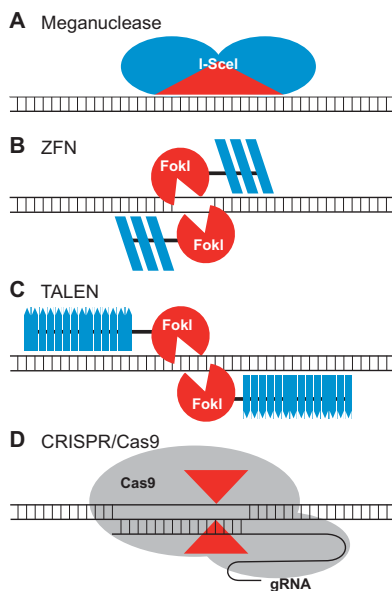 A Meganuclease
I-SceI
B ZFN
FokI
FokI
C TALEN
FokI
FokI
D CRISPR/Cas9
Cas9
gRNA